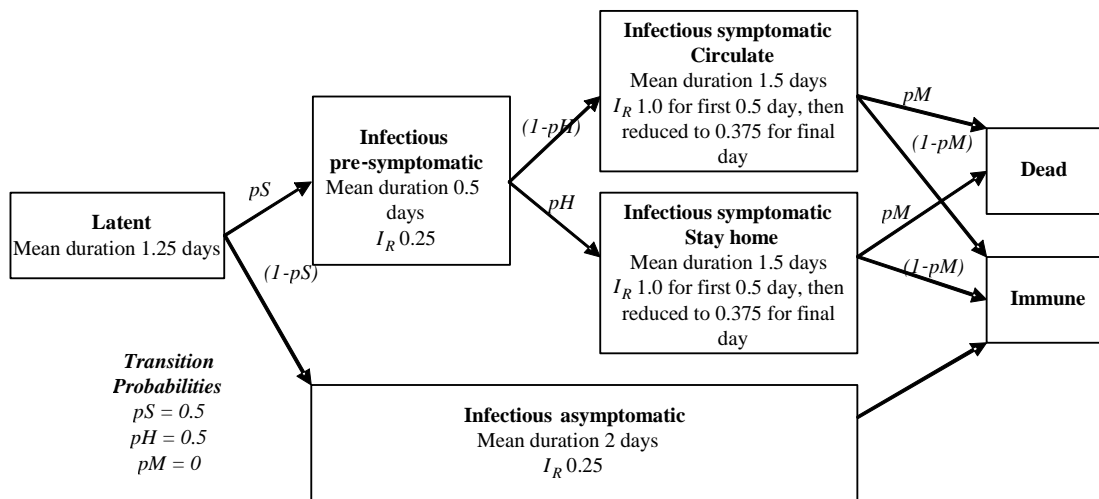 Infectious symptomatic
Circulate
Mean duration 1.5 days
I_R 1.0 for first 0.5 day, then
reduced to 0.375 for final
day
pM
(1-pM)
Dead
(1-pH)
Infectious
pre-symptomatic
Mean duration 0.5
days
I_R 0.25
pS
pH
Latent
Mean duration 1.25 days
(1-pS)
Infectious symptomatic
Stay home
Mean duration 1.5 days
I_R 1.0 for first 0.5 day, then
reduced to 0.375 for final
day
pM
(1-pM)
Immune
Transition
Probabilities
pS = 0.5
pH = 0.5
pM = 0
Infectious asymptomatic
Mean duration 2 days
I_R 0.25